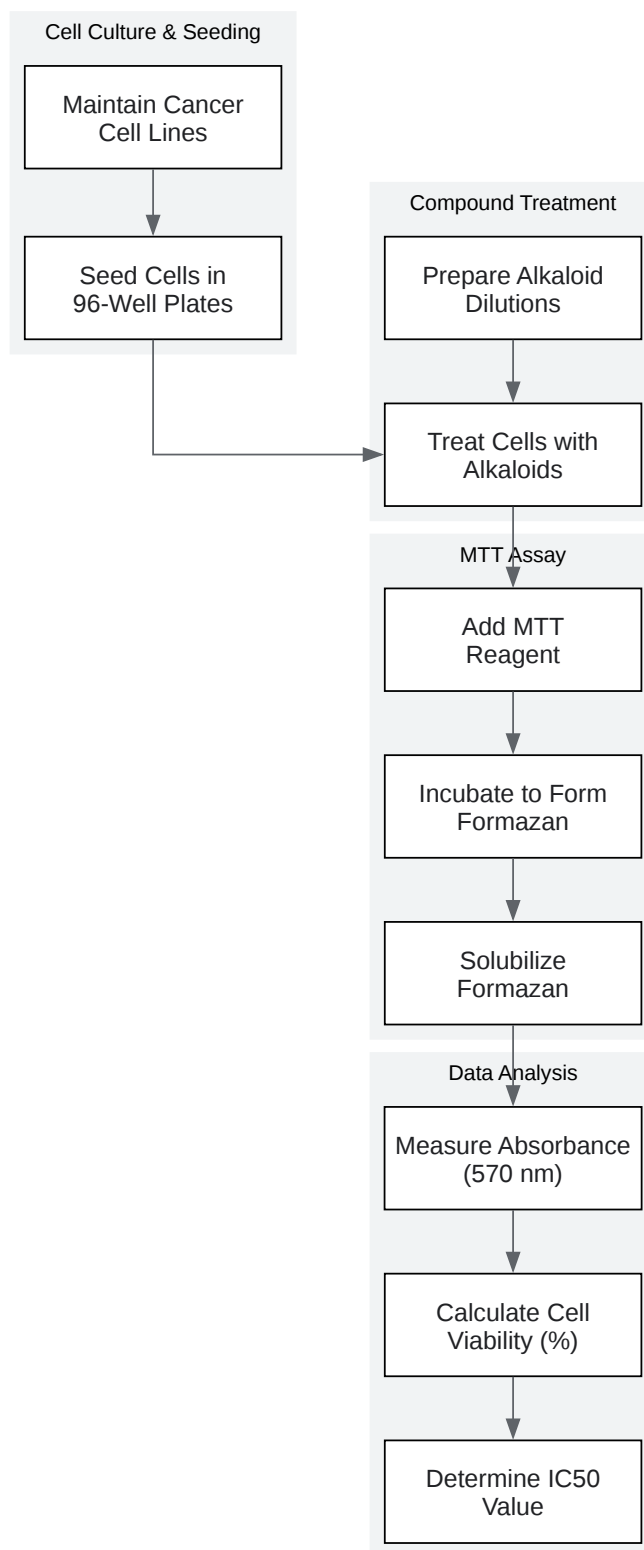 Cell Culture & Seeding
Maintain Cancer
Cell Lines
Seed Cells in
96-Well Plates
Compound Treatment
Prepare Alkaloid
Dilutions
Treat Cells with
Alkaloids
MTT Assay
Add MTT
Reagent
Incubate to Form
Formazan
Solubilize
Formazan
Data Analysis
Measure Absorbance
(570 nm)
Calculate Cell
Viability (%)
Determine IC50
Value